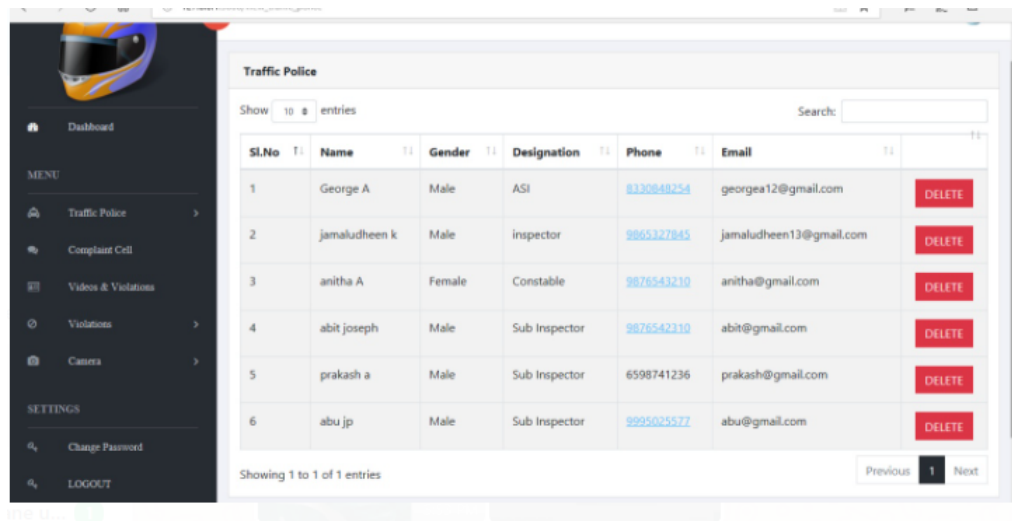 Traffic Police
Show 10 entries
Search:
Sl.No Name Gender Designation Phone Email
1 George A Male ASI 8330848254 georgea12@gmail.com DELETE
2 jamaludheen k Male inspector 9865327845 jamaludheen13@gmail.com DELETE
3 anitha A Female Constable 9876543210 anitha@gmail.com DELETE
4 abit joseph Male Sub Inspector 9876542310 abit@gmail.com DELETE
5 prakash a Male Sub Inspector 6598741236 prakash@gmail.com DELETE
6 abu jp Male Sub Inspector 9995025577 abu@gmail.com DELETE
Showing 1 to 1 of 1 entries
Previous 1 Next
Dashboard
MENU
Traffic Police
Complaint Cell
Videos & Violations
Violations
Camera
SETTINGS
Change Password
LOGOUT